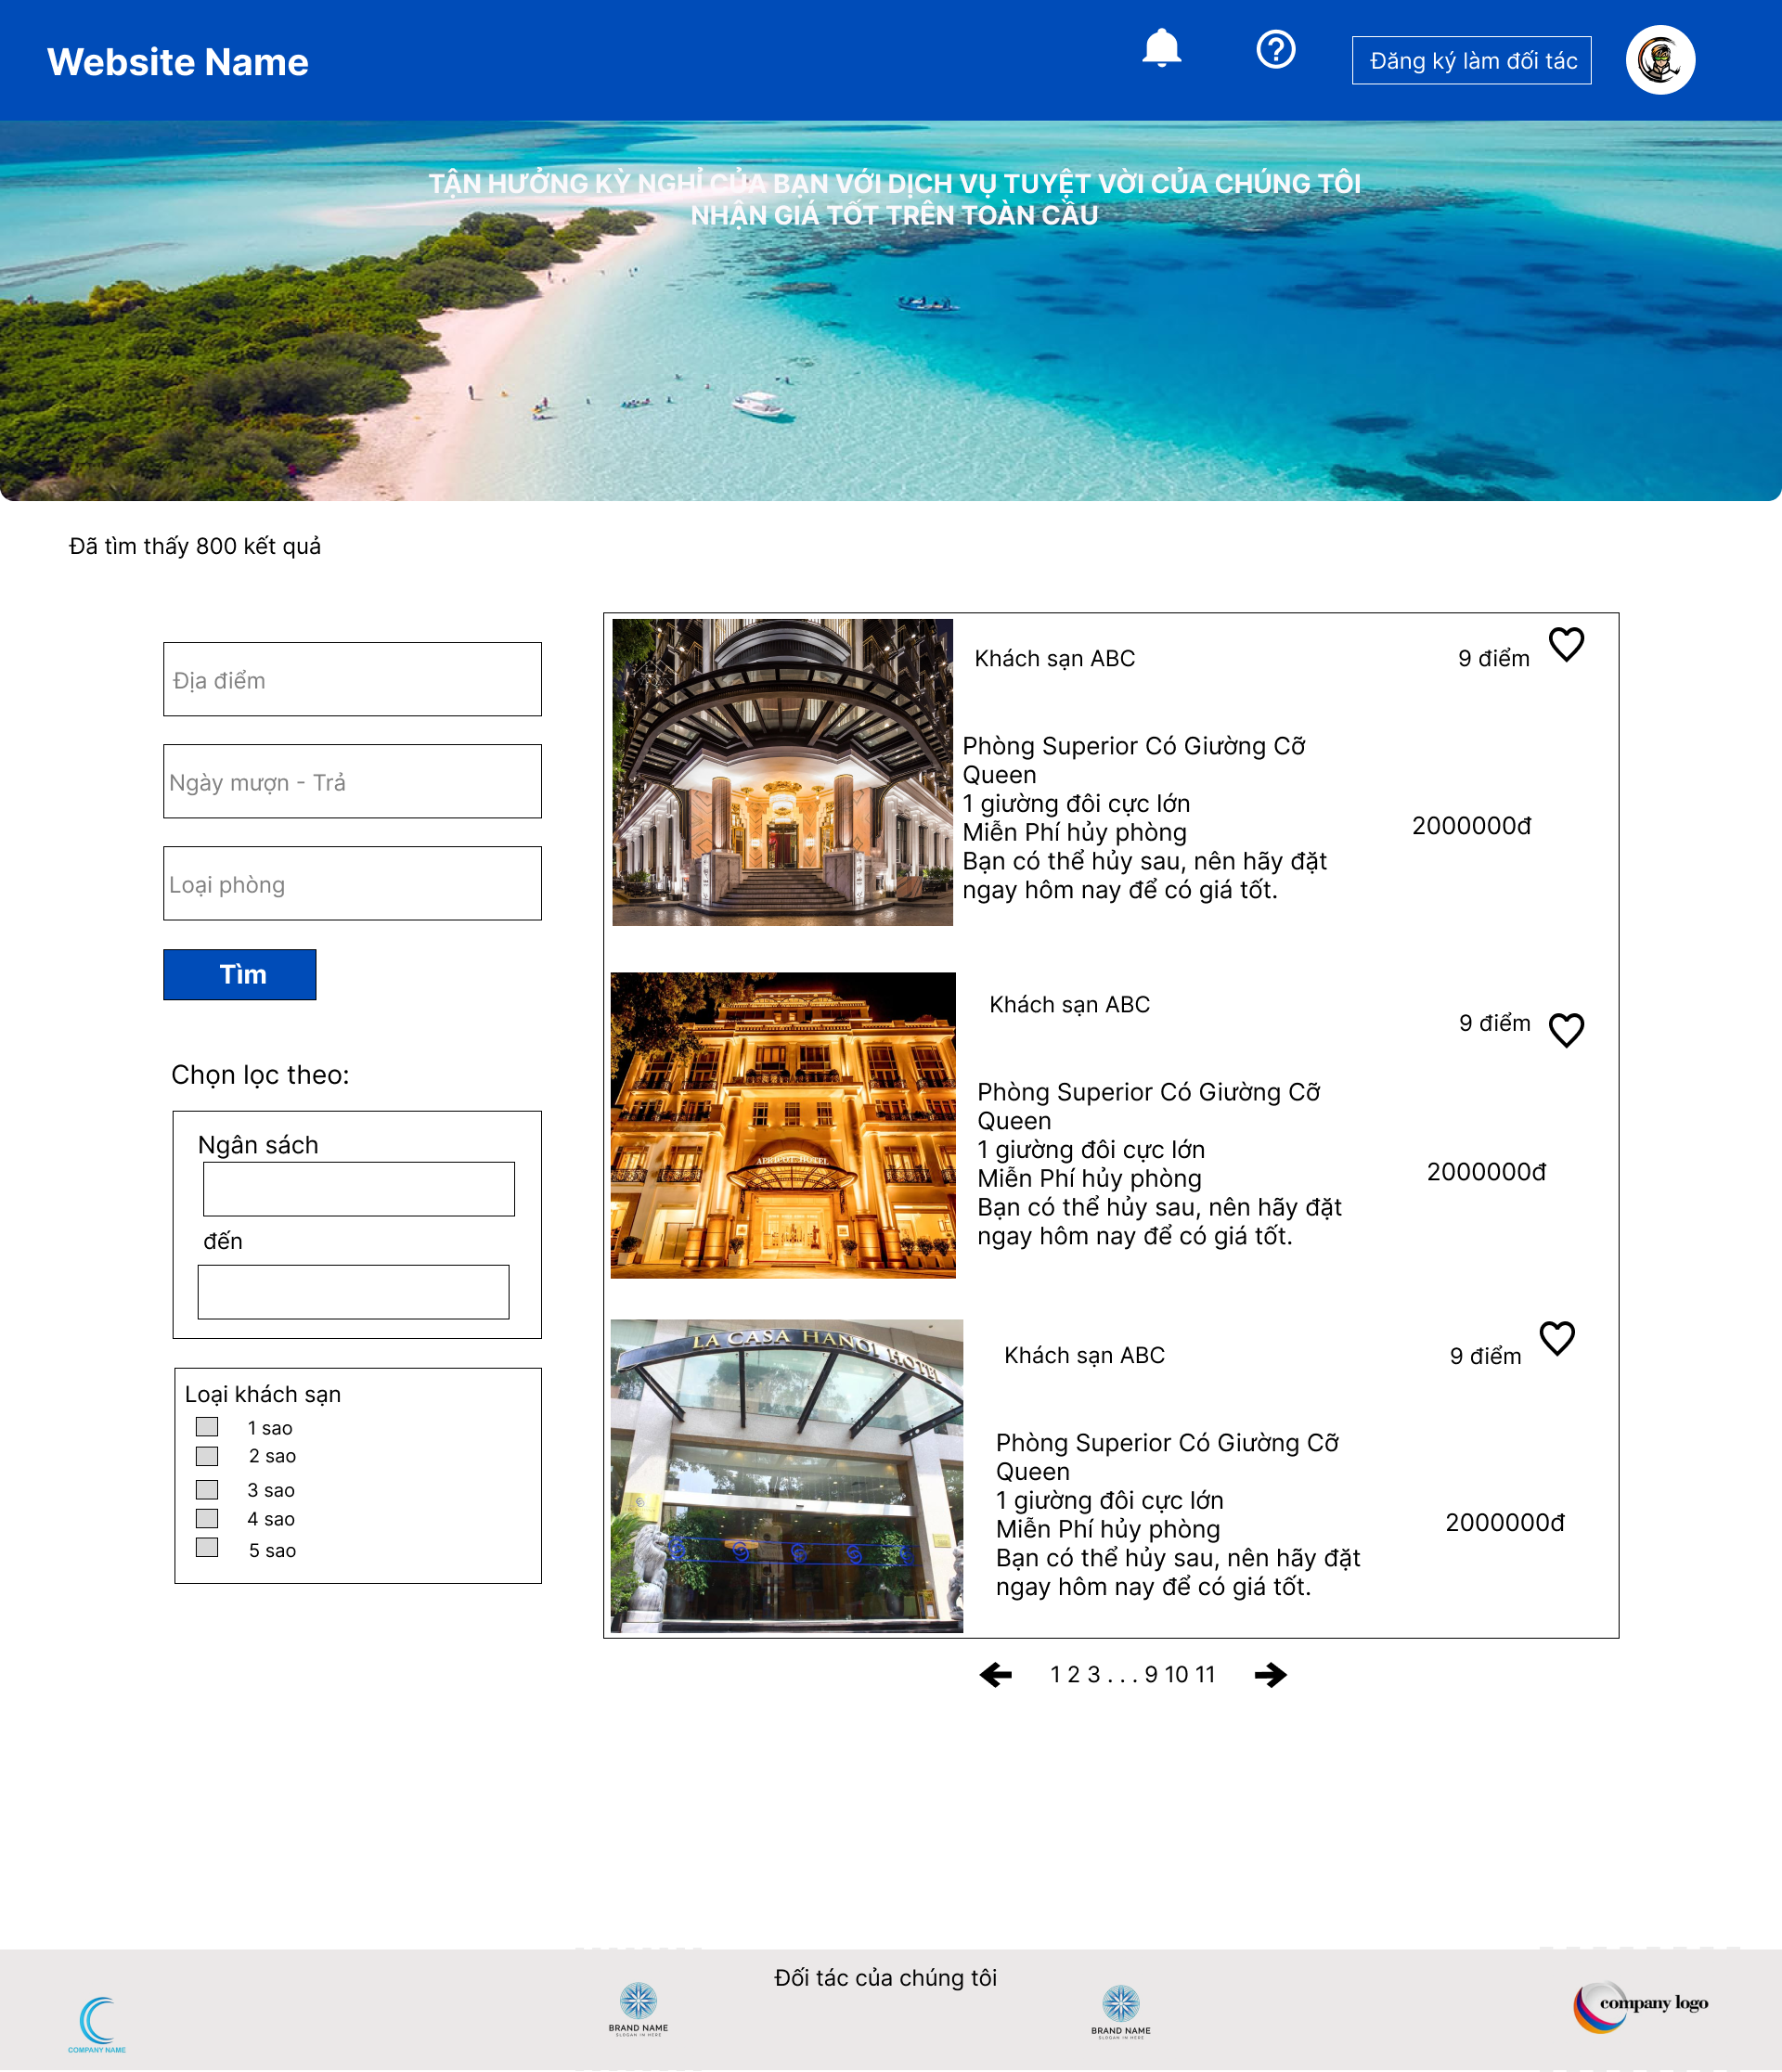 Website Name
Đăng ký làm đối tác
TẬN HƯỞNG KỲ NGHỈ CỦA BẠN VỚI DỊCH VỤ TUYỆT VỜI CỦA CHÚNG TÔI
NHẬN GIÁ TỐT TRÊN TOÀN CẦU
Đã tìm thấy 800 kết quả
Địa điểm
Ngày mượn - Trả
Loại phòng
Tìm
Chọn lọc theo:
Ngân sách
đến
Loại khách sạn
1 sao
2 sao
3 sao
4 sao
5 sao
Khách sạn ABC
9 điểm
Phòng Superior Có Giường Cỡ
Queen
1 giường đôi cực lớn
Miễn Phí hủy phòng
Bạn có thể hủy sau, nên hãy đặt
ngay hôm nay để có giá tốt.
2000000đ
APRICOT HOTEL
Khách sạn ABC
9 điểm
Phòng Superior Có Giường Cỡ
Queen
1 giường đôi cực lớn
Miễn Phí hủy phòng
Bạn có thể hủy sau, nên hãy đặt
ngay hôm nay để có giá tốt.
2000000đ
LA CASA HANOI HOTEL
Khách sạn ABC
9 điểm
Phòng Superior Có Giường Cỡ
Queen
1 giường đôi cực lớn
Miễn Phí hủy phòng
Bạn có thể hủy sau, nên hãy đặt
ngay hôm nay để có giá tốt.
2000000đ
1 2 3 . . . 9 10 11
Đối tác của chúng tôi
COMPANY NAME
BRAND NAME
SLOGAN IN HERE
BRAND NAME
SLOGAN IN HERE
company logo